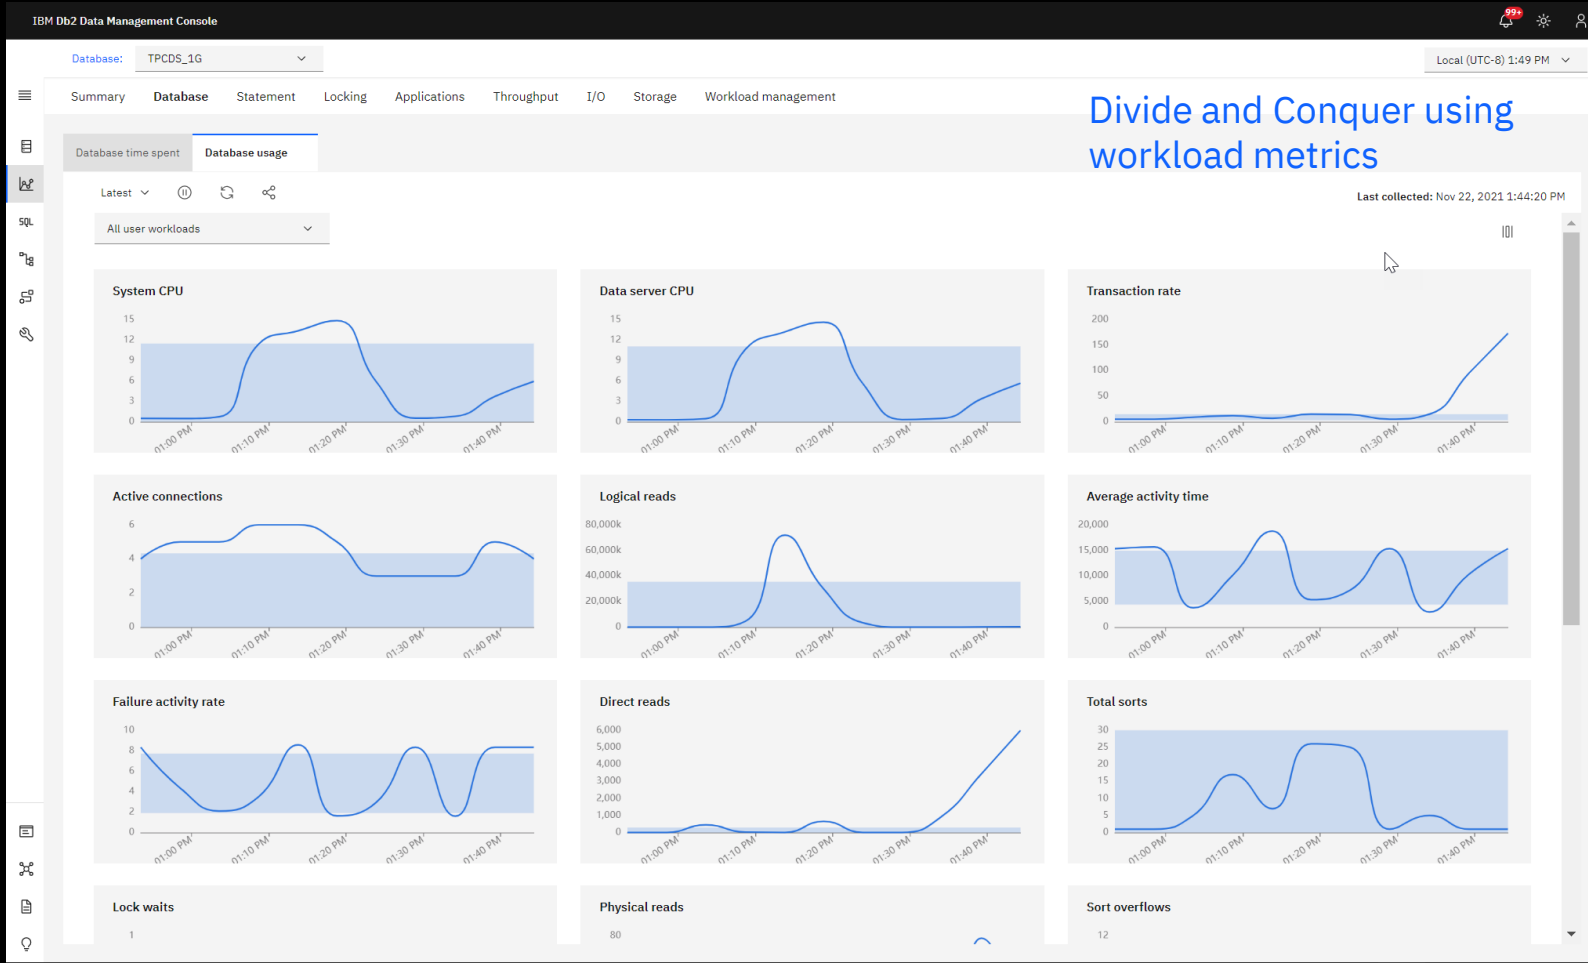 IBM Db2 Data Management Console
99+
Database: TPCDS_1G
Local (UTC-8) 1:49 PM
Summary Database Statement Locking Applications Throughput I/O Storage Workload management
Divide and Conquer using
workload metrics
Database time spent Database usage
Latest
Last collected: Nov 22, 2021 1:44:20 PM
SQL
All user workloads
System CPU
15
12
9
6
3
0
01:00 PM 01:10 PM 01:20 PM 01:30 PM 01:40 PM
Data server CPU
15
12
9
6
3
0
01:00 PM 01:10 PM 01:20 PM 01:30 PM 01:40 PM
Transaction rate
200
150
100
50
0
01:00 PM 01:10 PM 01:20 PM 01:30 PM 01:40 PM
Active connections
6
4
2
0
01:00 PM 01:10 PM 01:20 PM 01:30 PM 01:40 PM
Logical reads
80,000k
60,000k
40,000k
20,000k
0
01:00 PM 01:10 PM 01:20 PM 01:30 PM 01:40 PM
Average activity time
20,000
15,000
10,000
5,000
0
01:00 PM 01:10 PM 01:20 PM 01:30 PM 01:40 PM
Failure activity rate
10
8
6
4
2
0
01:00 PM 01:10 PM 01:20 PM 01:30 PM 01:40 PM
Direct reads
6,000
5,000
4,000
3,000
2,000
1,000
0
01:00 PM 01:10 PM 01:20 PM 01:30 PM 01:40 PM
Total sorts
30
25
20
15
10
5
0
01:00 PM 01:10 PM 01:20 PM 01:30 PM 01:40 PM
Lock waits
1
Physical reads
80
Sort overflows
12